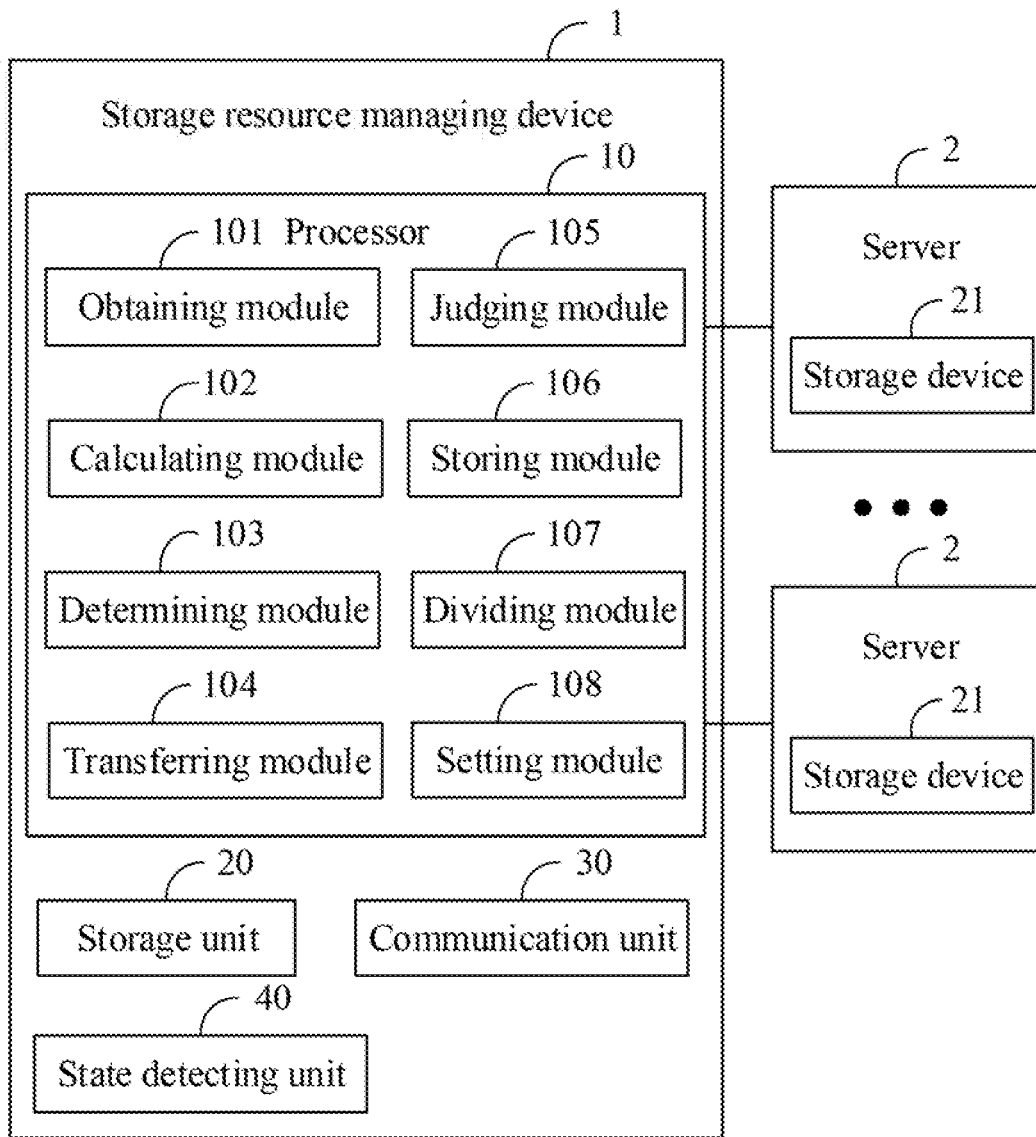 1
Storage resource managing device
10
101 Processor
105
Obtaining module
Judging module
102
106
Calculating module
Storing module
103
107
Determining module
Dividing module
104
108
Transferring module
Setting module
20
30
Storage unit
Communication unit
40
State detecting unit
2
Server
21
Storage device
2
Server
21
Storage device